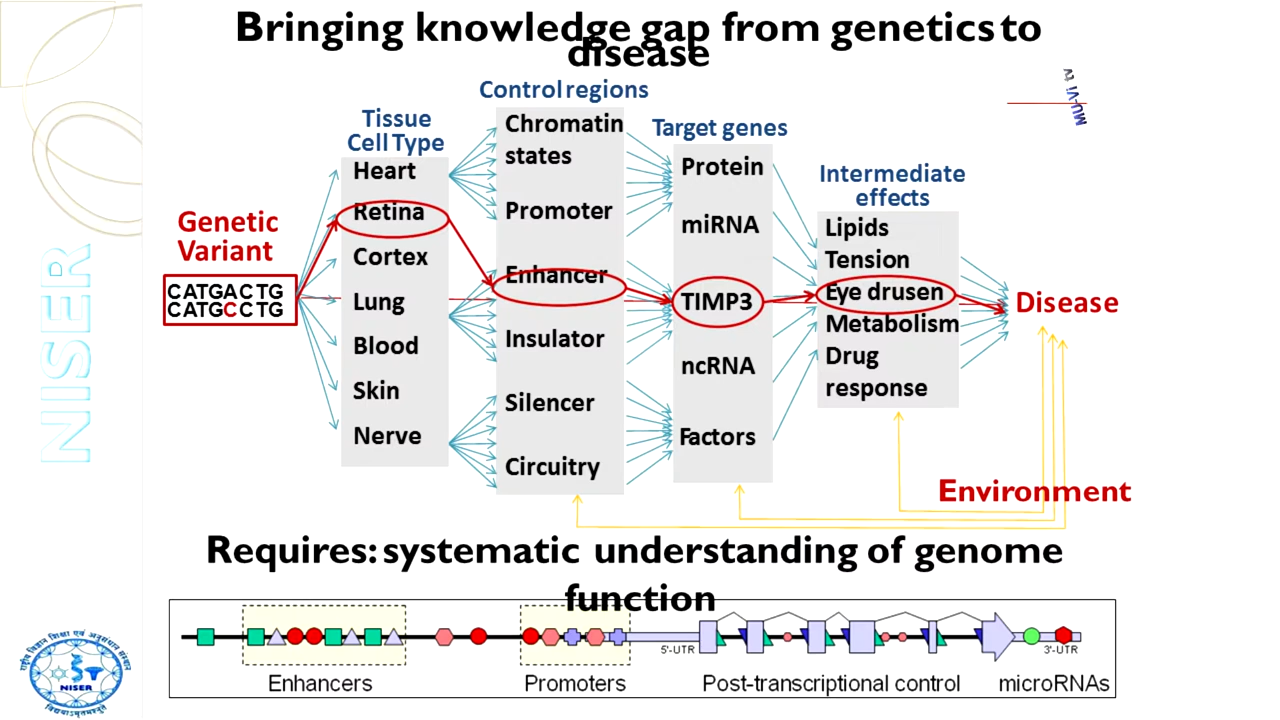 Bringing knowledge gap from genetics to
disease
Control regions
Tissue
Cell Type
Target genes
Intermediate
effects
Genetic
Variant
CATGACTG
CATGCCTG
Heart
Retina
Cortex
Lung
Blood
Skin
Nerve
Chromatin
states
Promoter
Enhancer
Insulator
Silencer
Circuitry
Protein
miRNA
TIMP3
ncRNA
Factors
Lipids
Tension
Eye drusen
Metabolism
Drug
response
Disease
Environment
Requires: systematic understanding of genome
function
5'-UTR
3'-UTR
Enhancers
Promoters
Post-transcriptional control
microRNAs
NISER
NISER